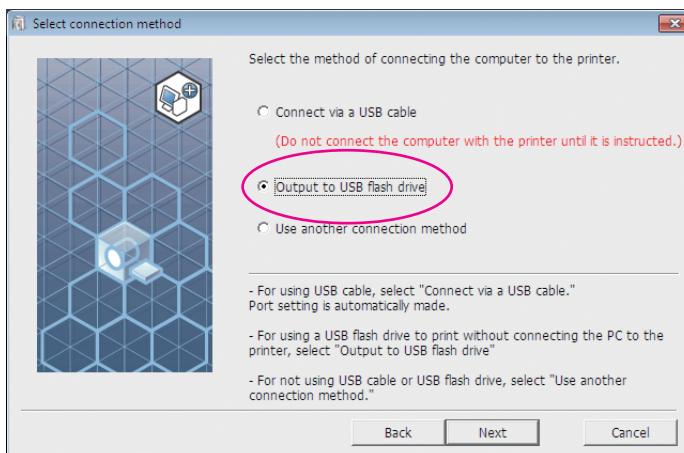 Select connection method
Select the method of connecting the computer to the printer.
Connect via a USB cable
(Do not connect the computer with the printer until it is instructed.)
Output to USB flash drive
Use another connection method
- For using USB cable, select "Connect via a USB cable."
Port setting is automatically made.
- For using a USB flash drive to print without connecting the PC to the
printer, select "Output to USB flash drive"
- For not using USB cable or USB flash drive, select "Use another
connection method."
Back
Next
Cancel